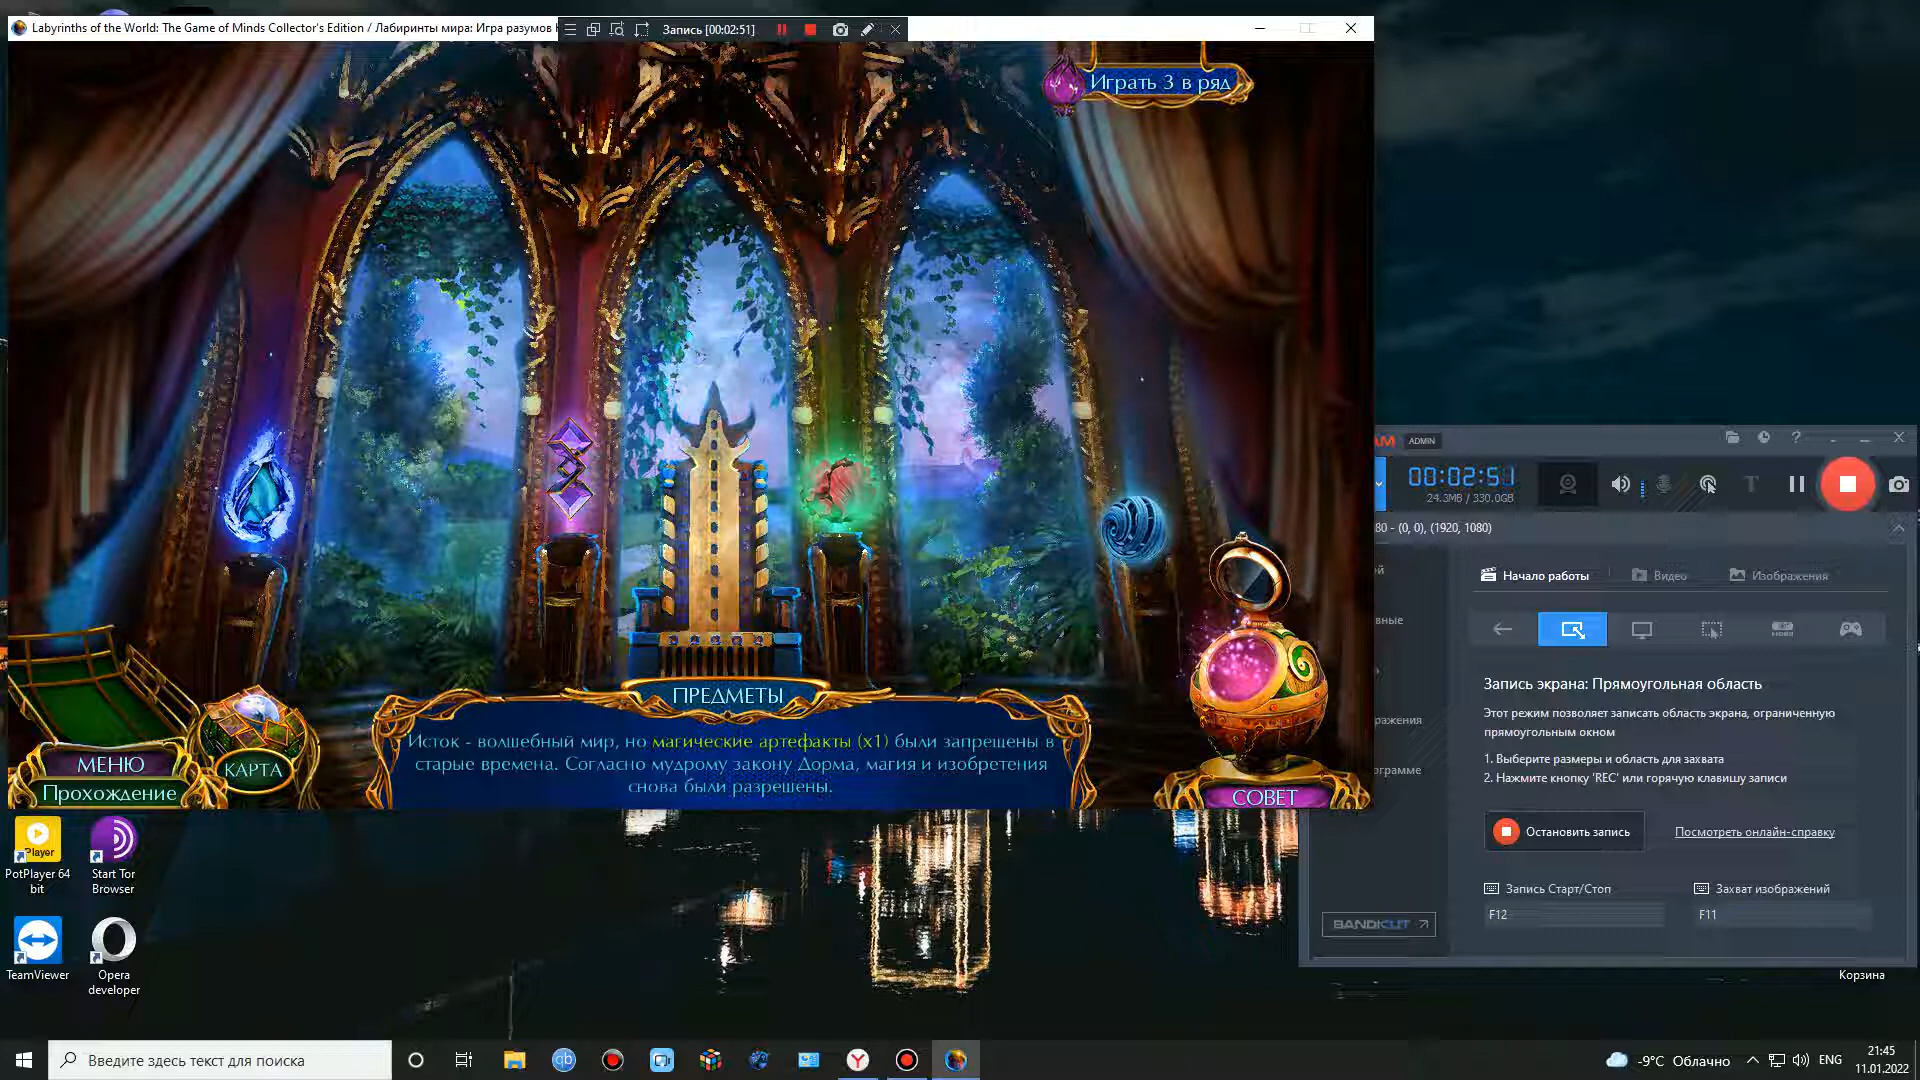 Labyrinths of the World: The Game of Minds Collector's Edition / Лабиринты мира: Игра разумов
Запись [00:02:51]
Играть 3 в ряд
ПРЕДМЕТЫ
Исток - волшебный мир, но магические артефакты (x1) были запрещены в
старые времена. Согласно мудрому закону Дорма, магия и изобретения
снова были разрешены.
МЕНЮ
Прохождение
КАРТА
СОВЕТ
ADMIN
00:02:51
24.3MB / 330.0GB
80 - (0, 0), (1920, 1080)
Начало работы
Видео
Изображения
Запись экрана: Прямоугольная область
Этот режим позволяет записать область экрана, ограниченную
прямоугольным окном
1. Выберите размеры и область для захвата
2. Нажмите кнопку 'REC' или горячую клавишу записи
Остановить запись
Посмотреть онлайн-справку
Запись Старт/Стоп
Захват изображений
F12
F11
BANDICUT
Корзина
Player
PotPlayer 64
bit
Start Tor
Browser
TeamViewer
Opera
developer
Введите здесь текст для поиска
-9°C Облачно
ENG
21:45
11.01.2022